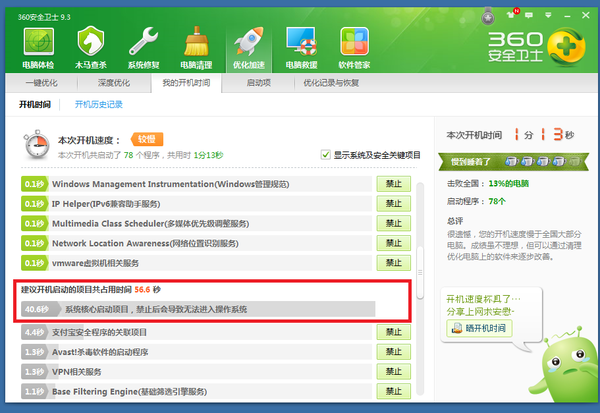 360安全卫士 9.3
电脑体检 木马查杀 系统修复 电脑清理 优化加速 电脑救援 软件管家
360
安全卫士
一键优化 深度优化 我的开机时间 启动项 优化记录与恢复
开机时间 开机历史记录
本次开机速度： 较慢
本次开机共启动了 78 个程序，共用时 1分13秒
显示系统及安全关键项目
0.1秒 Windows Management Instrumentation(Windows管理规范) 禁止
0.1秒 IP Helper(IPv6兼容助手服务) 禁止
0.1秒 Multimedia Class Scheduler(多媒体优先级调整服务) 禁止
0.1秒 Network Location Awareness(网络位置识别服务) 禁止
0.1秒 vmware虚拟机相关服务 禁止
建议开机启动的项目共占用时间 56.6 秒
40.6秒 系统核心启动项目，禁止后会导致无法进入操作系统
4.4秒 支付宝安全程序的关联项目 禁止
1.3秒 Avast!杀毒软件的启动程序 禁止
1.3秒 VPN相关服务 禁止
1.1秒 Base Filtering Engine(基础筛选引擎服务) 禁止
本次开机时间 1分13秒
慢到睡着了
击败全国： 13%的电脑
启动程序： 78个
总评
很遗憾，您的开机速度慢于全国大部分
电脑。成绩是不理想，但可以通过清理
优化电脑上的软件来逐步改善。
开机速度杯具了…
分享上网求安慰~
晒开机时间